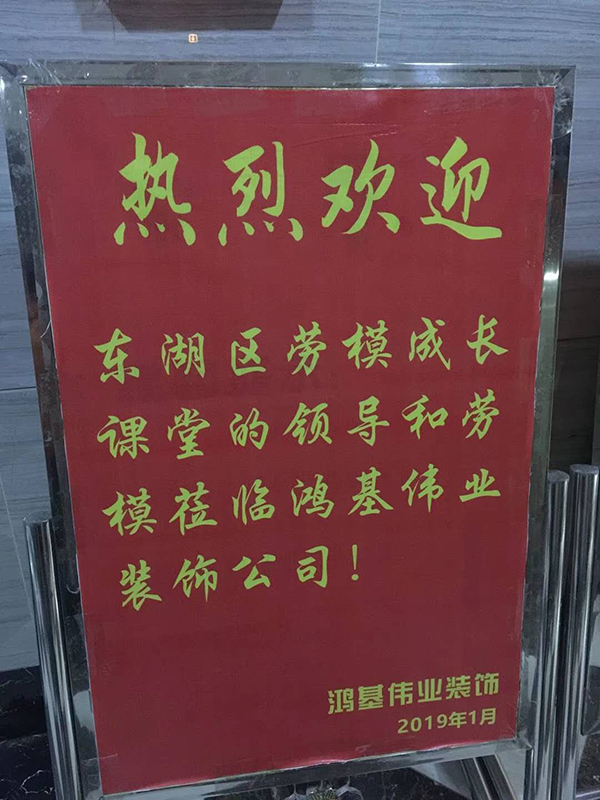 热烈欢迎
东湖区劳模成长
课堂的领导和劳
模莅临鸿基伟业
装饰公司！
鸿基伟业装饰
2019年1月